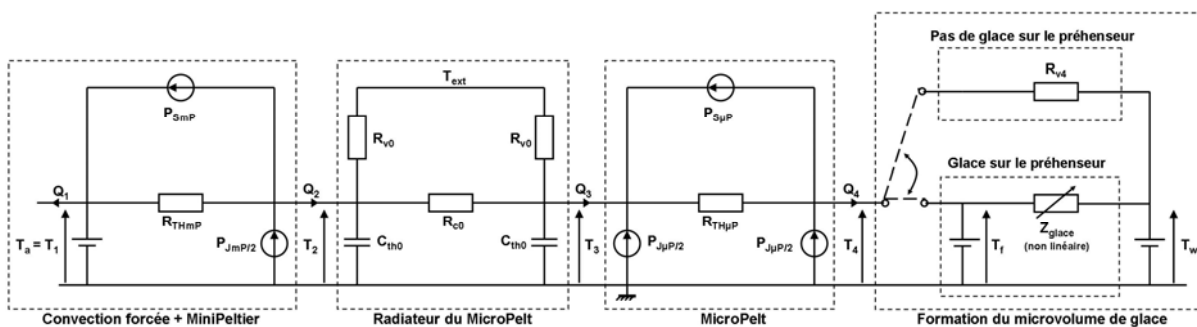 Pas de glace sur le préhenseur
R_v4
P_SmP
T_ext
P_SµP
R_v0
R_v0
Glace sur le préhenseur
Q_1
Q_2
Q_3
Q_4
R_THmP
R_c0
R_THµP
T_a = T_1
P_JmP/2
T_2
C_th0
C_th0
T_3
P_JµP/2
P_JµP/2
T_4
T_f
Z_glace
(non linéaire)
T_w
Convection forcée + MiniPeltier
Radiateur du MicroPelt
MicroPelt
Formation du microvolume de glace